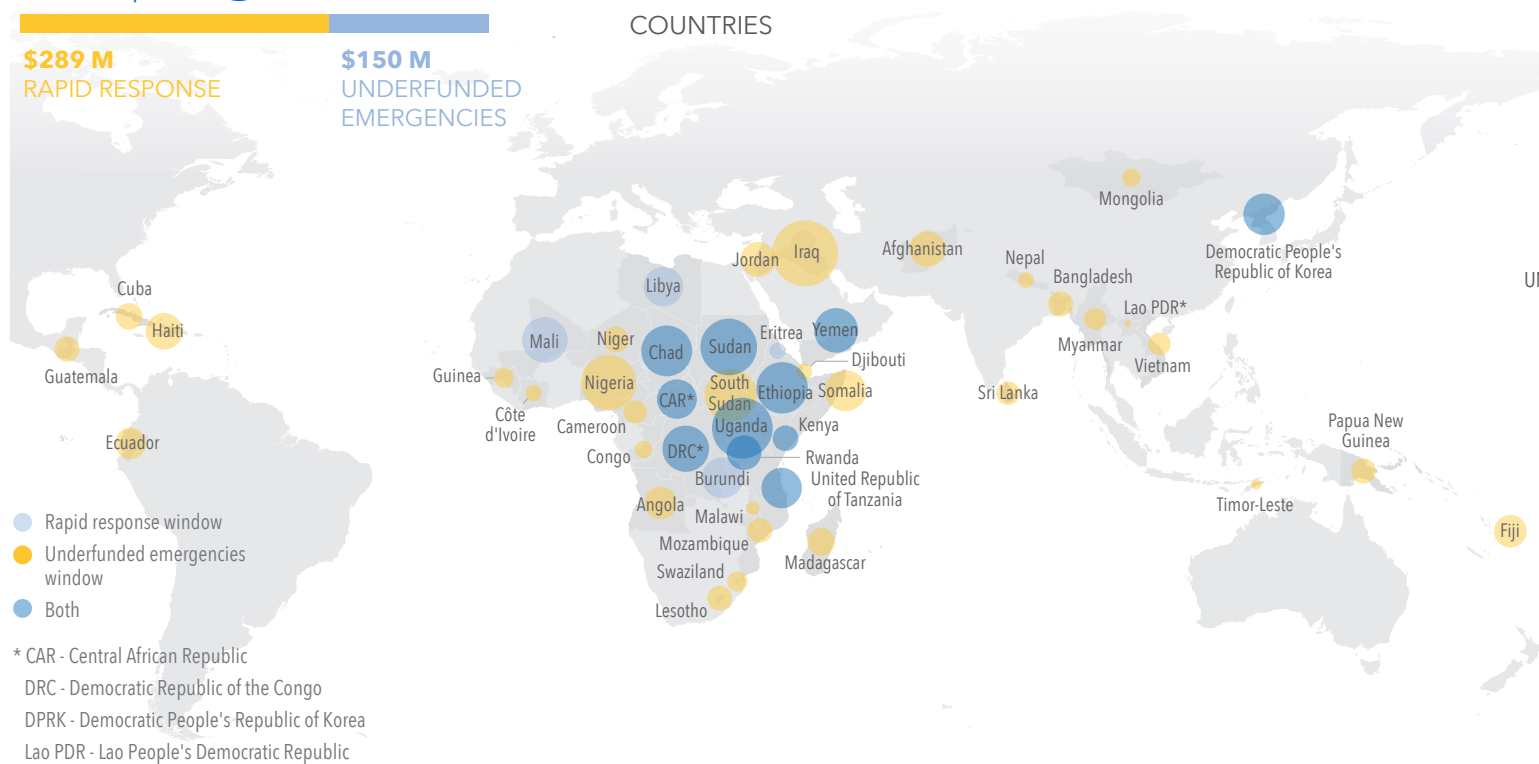 COUNTRIES
$289 M
RAPID RESPONSE
$150 M
UNDERFUNDED
EMERGENCIES
Mongolia
Democratic People's
Republic of Korea
Afghanistan
Iraq
Jordan
Nepal
Bangladesh
Lao PDR*
Myanmar
Vietnam
Sri Lanka
Cuba
Haiti
Guatemala
Ecuador
Libya
Mali
Niger
Chad
Sudan
Eritrea
Yemen
Djibouti
Guinea
Nigeria
South
Sudan
Ethiopia
Somalia
Côte
d'Ivoire
Cameroon
CAR*
Uganda
Kenya
Congo
DRC*
Rwanda
Burundi
United Republic
of Tanzania
Angola
Malawi
Mozambique
Madagascar
Swaziland
Lesotho
Papua New
Guinea
Timor-Leste
Fiji
Rapid response window
Underfunded emergencies
window
Both
* CAR - Central African Republic
DRC - Democratic Republic of the Congo
DPRK - Democratic People's Republic of Korea
Lao PDR - Lao People's Democratic Republic